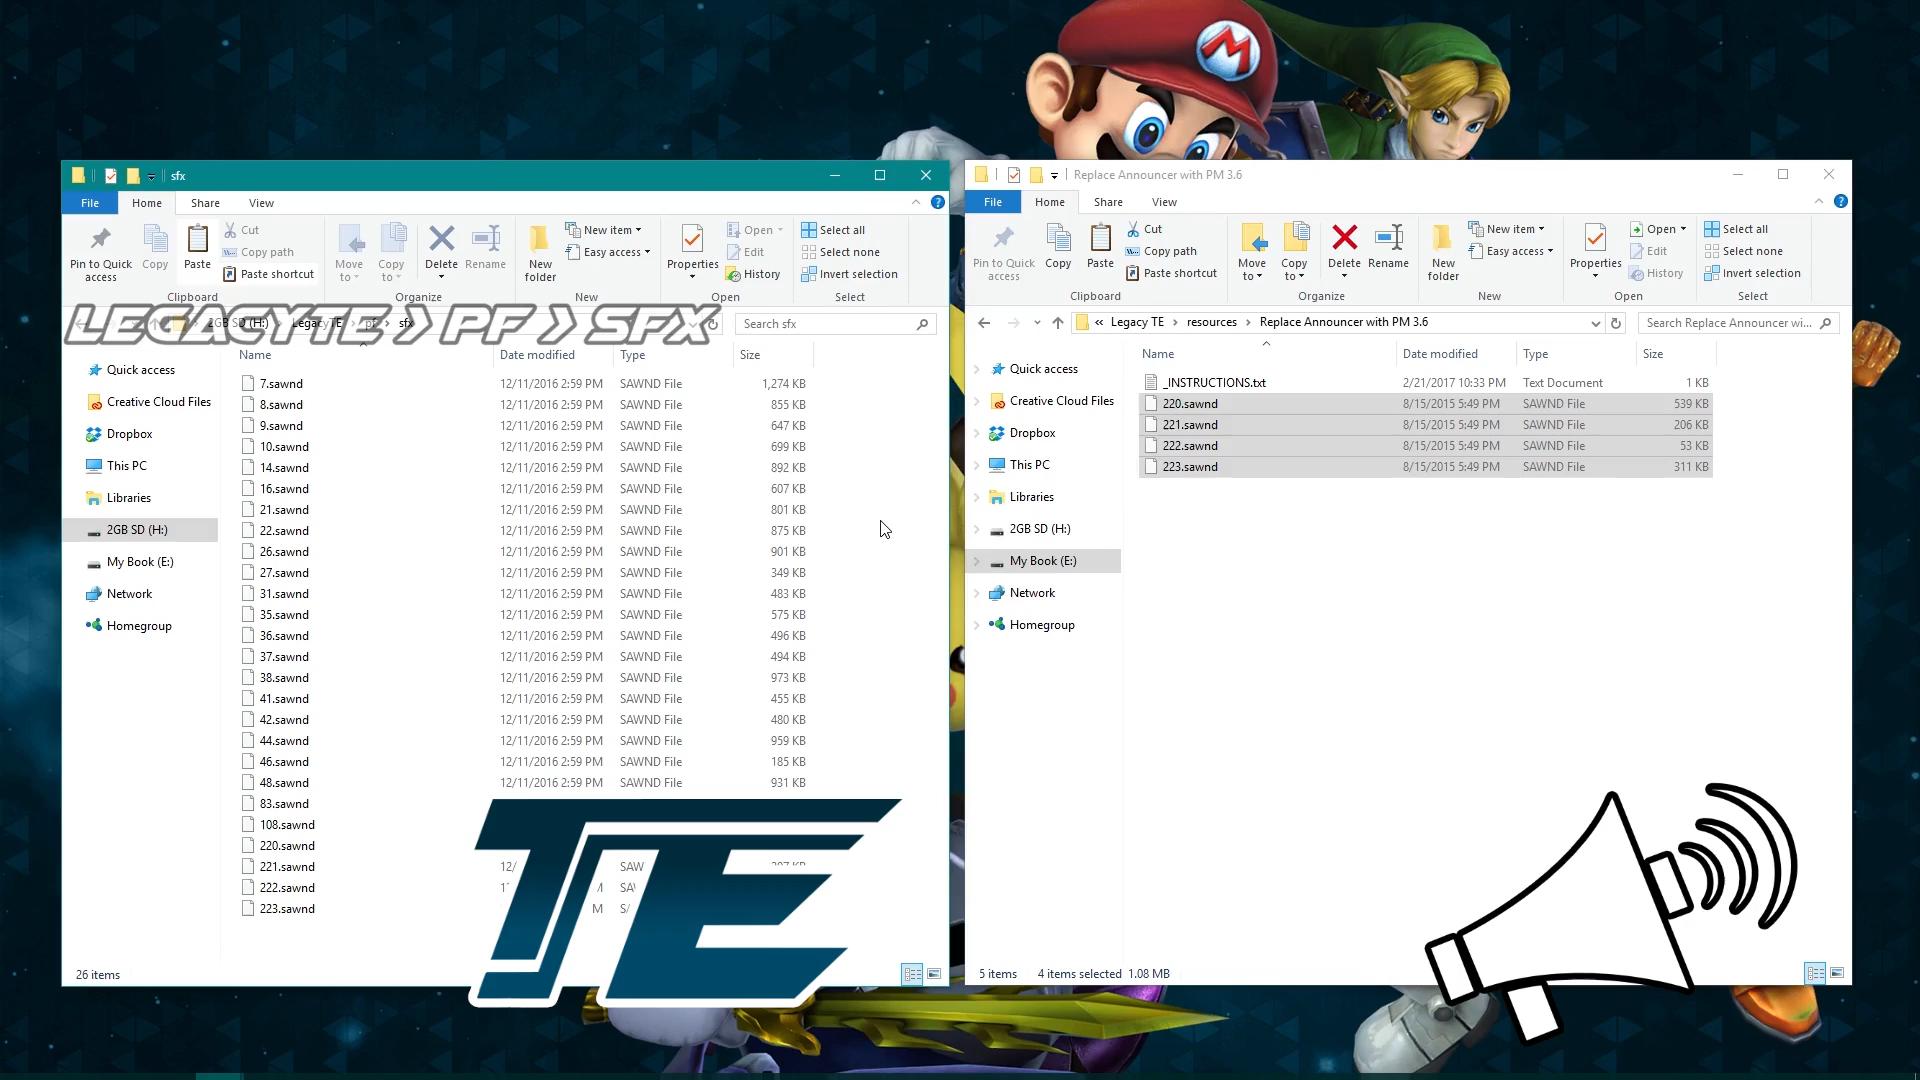 sfx
File Home Share View
Pin to Quick access
Copy
Paste
Cut
Copy path
Paste shortcut
Clipboard
Move to
Copy to
Delete
Rename
Organize
New folder
New item
Easy access
New
Properties
Open
Edit
History
Open
Select all
Select none
Invert selection
Select
LEGACYTE > PF > SFX
2GB SD (H:) LegacyTE pf sfx
Search sfx
Name Date modified Type Size
Quick access
Creative Cloud Files
Dropbox
This PC
Libraries
2GB SD (H:)
My Book (E:)
Network
Homegroup
7.sawnd 12/11/2016 2:59 PM SAWND File 1,274 KB
8.sawnd 12/11/2016 2:59 PM SAWND File 855 KB
9.sawnd 12/11/2016 2:59 PM SAWND File 647 KB
10.sawnd 12/11/2016 2:59 PM SAWND File 699 KB
14.sawnd 12/11/2016 2:59 PM SAWND File 892 KB
16.sawnd 12/11/2016 2:59 PM SAWND File 607 KB
21.sawnd 12/11/2016 2:59 PM SAWND File 801 KB
22.sawnd 12/11/2016 2:59 PM SAWND File 875 KB
26.sawnd 12/11/2016 2:59 PM SAWND File 901 KB
27.sawnd 12/11/2016 2:59 PM SAWND File 349 KB
31.sawnd 12/11/2016 2:59 PM SAWND File 483 KB
35.sawnd 12/11/2016 2:59 PM SAWND File 575 KB
36.sawnd 12/11/2016 2:59 PM SAWND File 496 KB
37.sawnd 12/11/2016 2:59 PM SAWND File 494 KB
38.sawnd 12/11/2016 2:59 PM SAWND File 973 KB
41.sawnd 12/11/2016 2:59 PM SAWND File 455 KB
42.sawnd 12/11/2016 2:59 PM SAWND File 480 KB
44.sawnd 12/11/2016 2:59 PM SAWND File 959 KB
46.sawnd 12/11/2016 2:59 PM SAWND File 185 KB
48.sawnd 12/11/2016 2:59 PM SAWND File 931 KB
83.sawnd
108.sawnd
220.sawnd
221.sawnd 12/ SAW
222.sawnd
223.sawnd M
26 items
TE
Replace Announcer with PM 3.6
File Home Share View
Pin to Quick access
Copy
Paste
Cut
Copy path
Paste shortcut
Clipboard
Move to
Copy to
Delete
Rename
Organize
New folder
New item
Easy access
New
Properties
Open
Edit
History
Open
Select all
Select none
Invert selection
Select
« Legacy TE > resources > Replace Announcer with PM 3.6
Search Replace Announcer wi...
Name Date modified Type Size
Quick access
Creative Cloud Files
Dropbox
This PC
Libraries
2GB SD (H:)
My Book (E:)
Network
Homegroup
_INSTRUCTIONS.txt 2/21/2017 10:33 PM Text Document 1 KB
220.sawnd 8/15/2015 5:49 PM SAWND File 539 KB
221.sawnd 8/15/2015 5:49 PM SAWND File 206 KB
222.sawnd 8/15/2015 5:49 PM SAWND File 53 KB
223.sawnd 8/15/2015 5:49 PM SAWND File 311 KB
5 items 4 items selected 1.08 MB
M